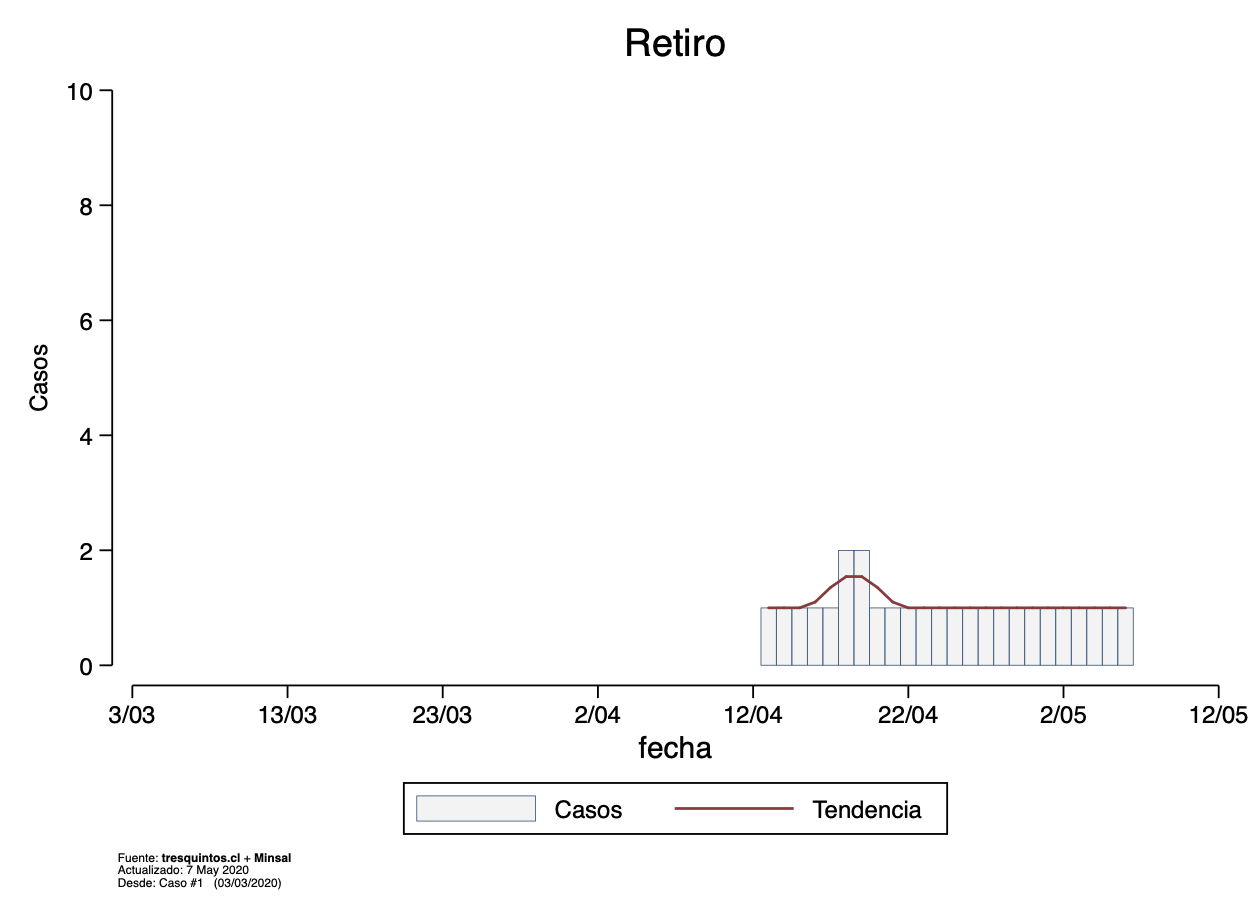 Retiro
10
8
6
4
2
0
Casos
3/03 13/03 23/03 2/04 12/04 22/04 2/05 12/05
fecha
Casos Tendencia
Fuente: tresquintos.cl + Minsal
Actualizado: 7 May 2020
Desde: Caso #1 (03/03/2020)